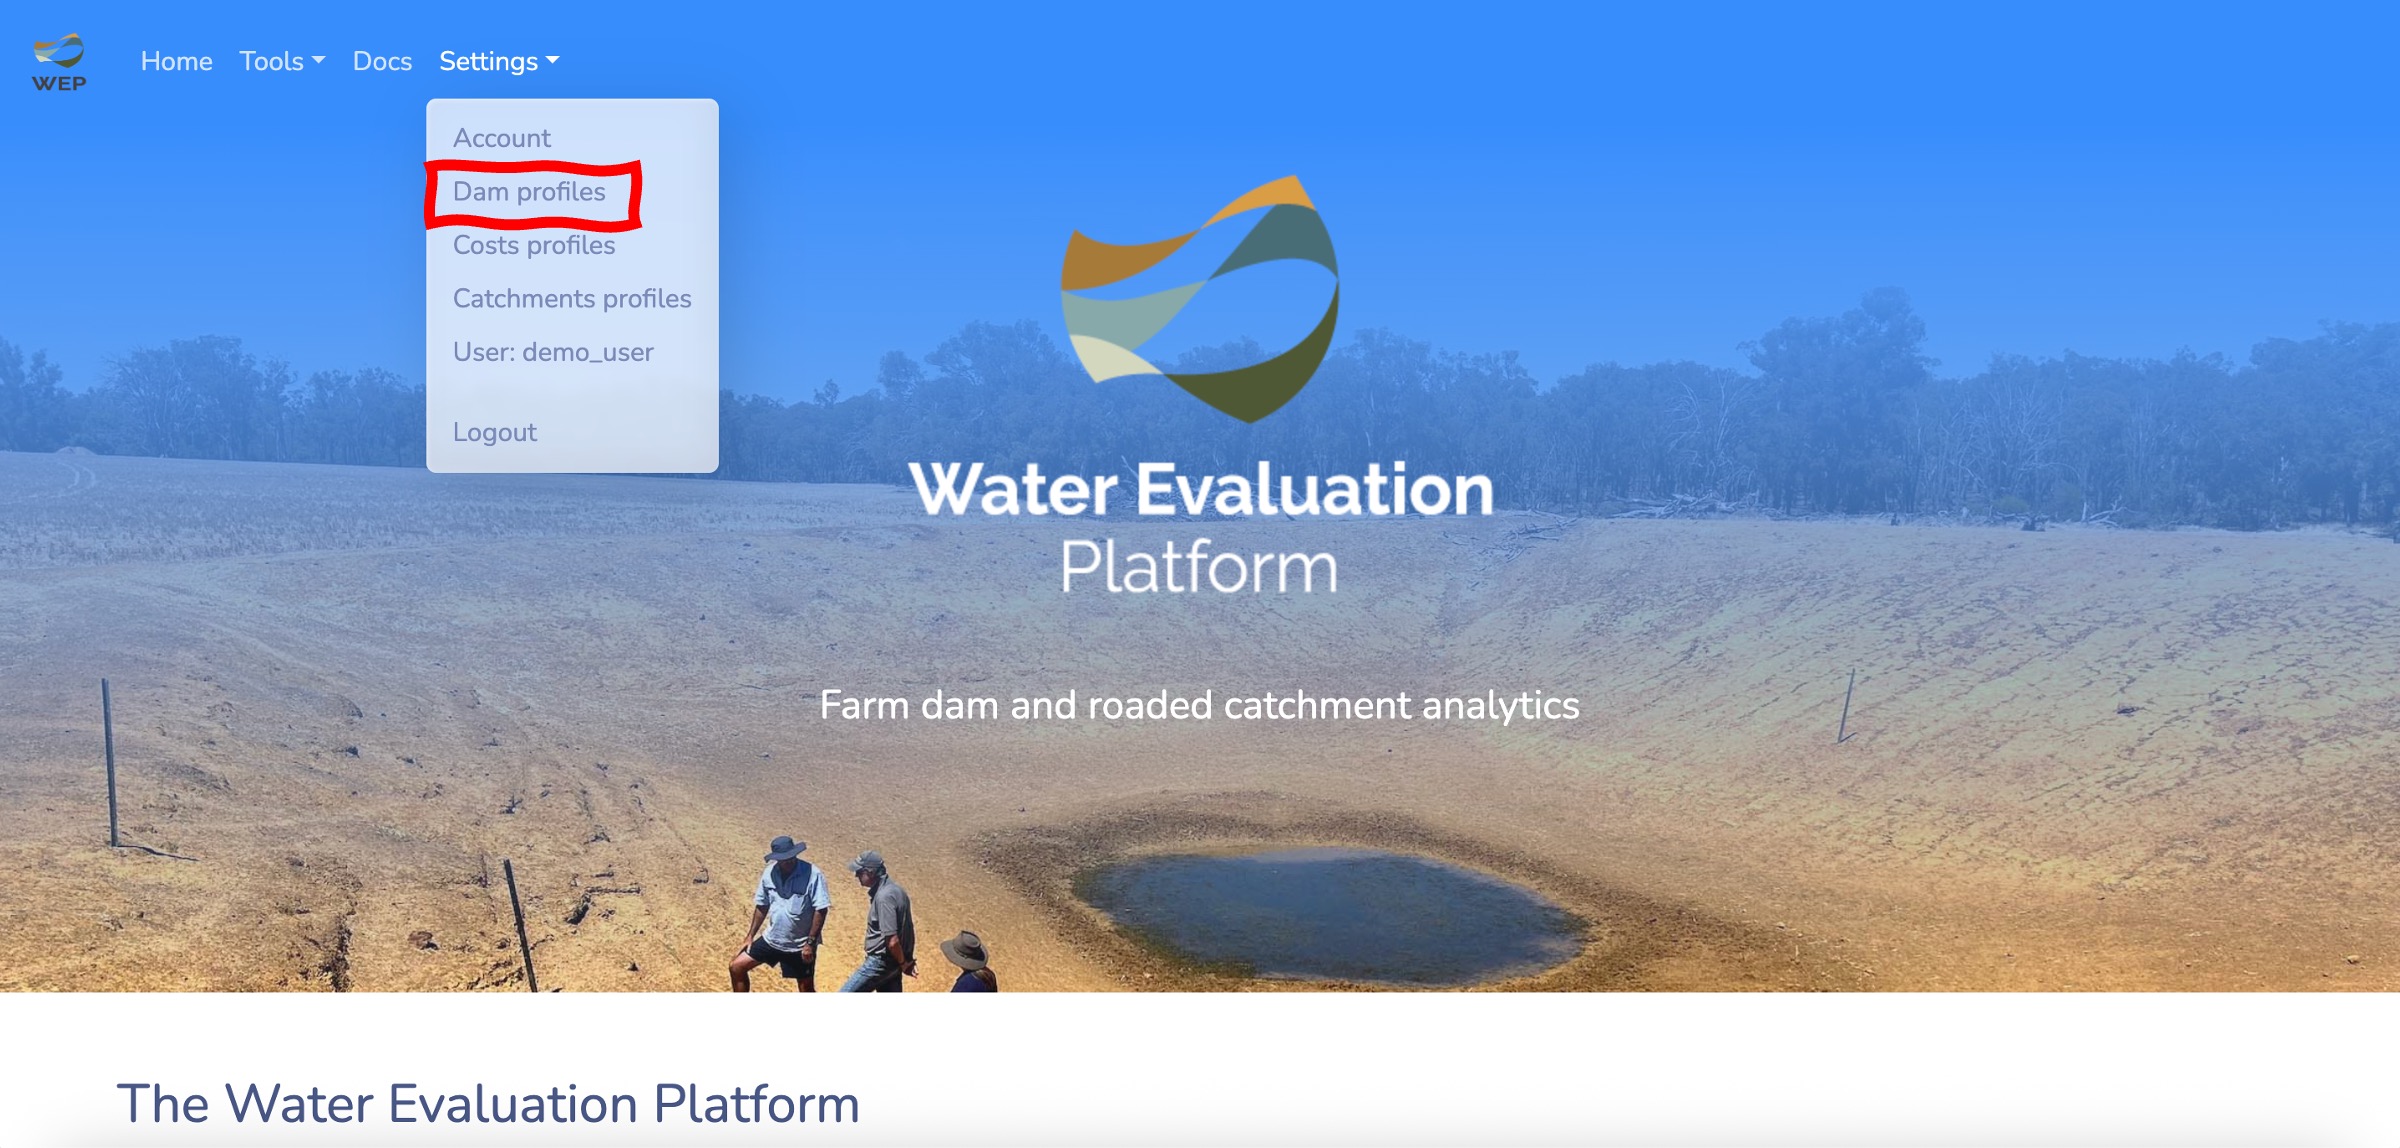 WEP
Home Tools Docs Settings
Account
Dam profiles
Costs profiles
Catchments profiles
User: demo_user
Logout
Water Evaluation
Platform
Farm dam and roaded catchment analytics
The Water Evaluation Platform